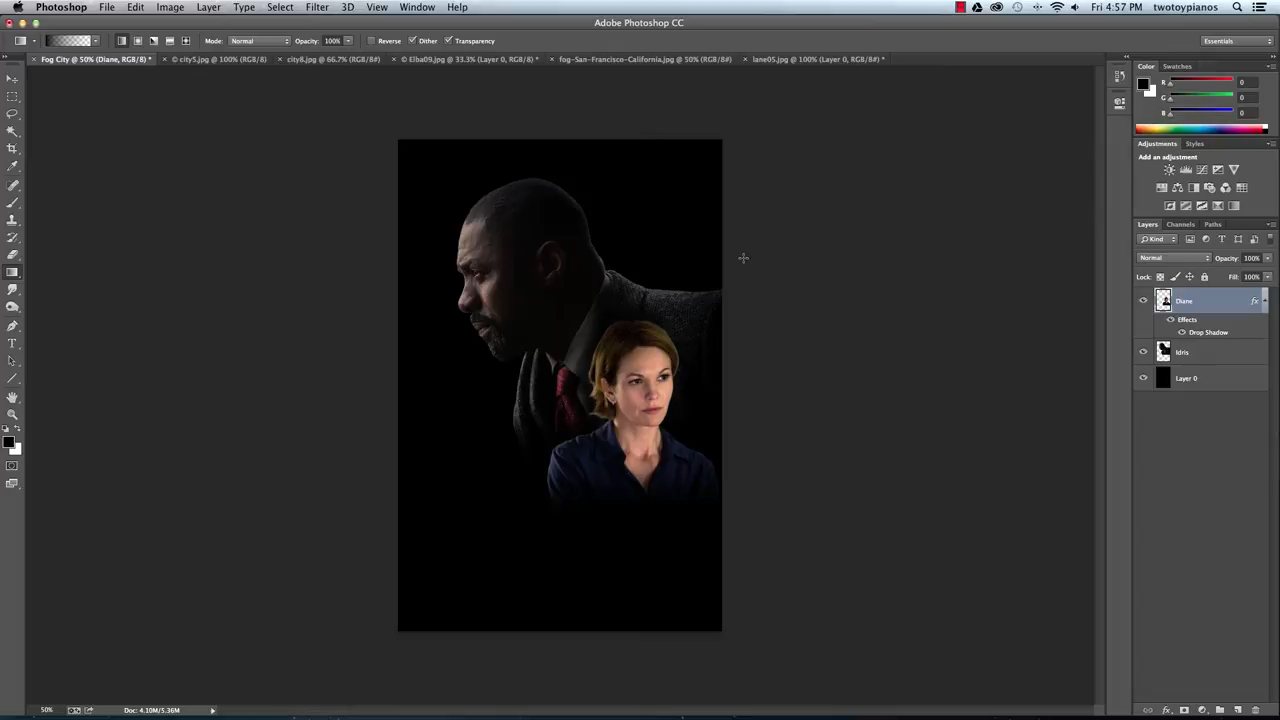 Photoshop File Edit Image Layer Type Select Filter 3D View Window Help Fri 4:57 PM twotoypianos
Adobe Photoshop CC
Mode: Normal Opacity: 100% Reverse Dither Transparency Essentials
× Fog City @ 50% (Diane, RGB/8) * × © city5.jpg @ 100% (RGB/8) × city8.jpg @ 66.7% (RGB/8#) × © Elba09.jpg @ 33.3% (Layer 0, RGB/8) * × fog-San-Francisco-California.jpg @ 50% (RGB/8#) × lane05.jpg @ 100% (Layer 0, RGB/8#) *
Color Swatches
R 0
G 0
B 0
Adjustments Styles
Add an adjustment
Layers Channels Paths
Kind
Normal Opacity: 100%
Lock: Fill: 100%
Diane fx
Effects
Drop Shadow
Idris
Layer 0
50% Doc: 4.10M/5.36M